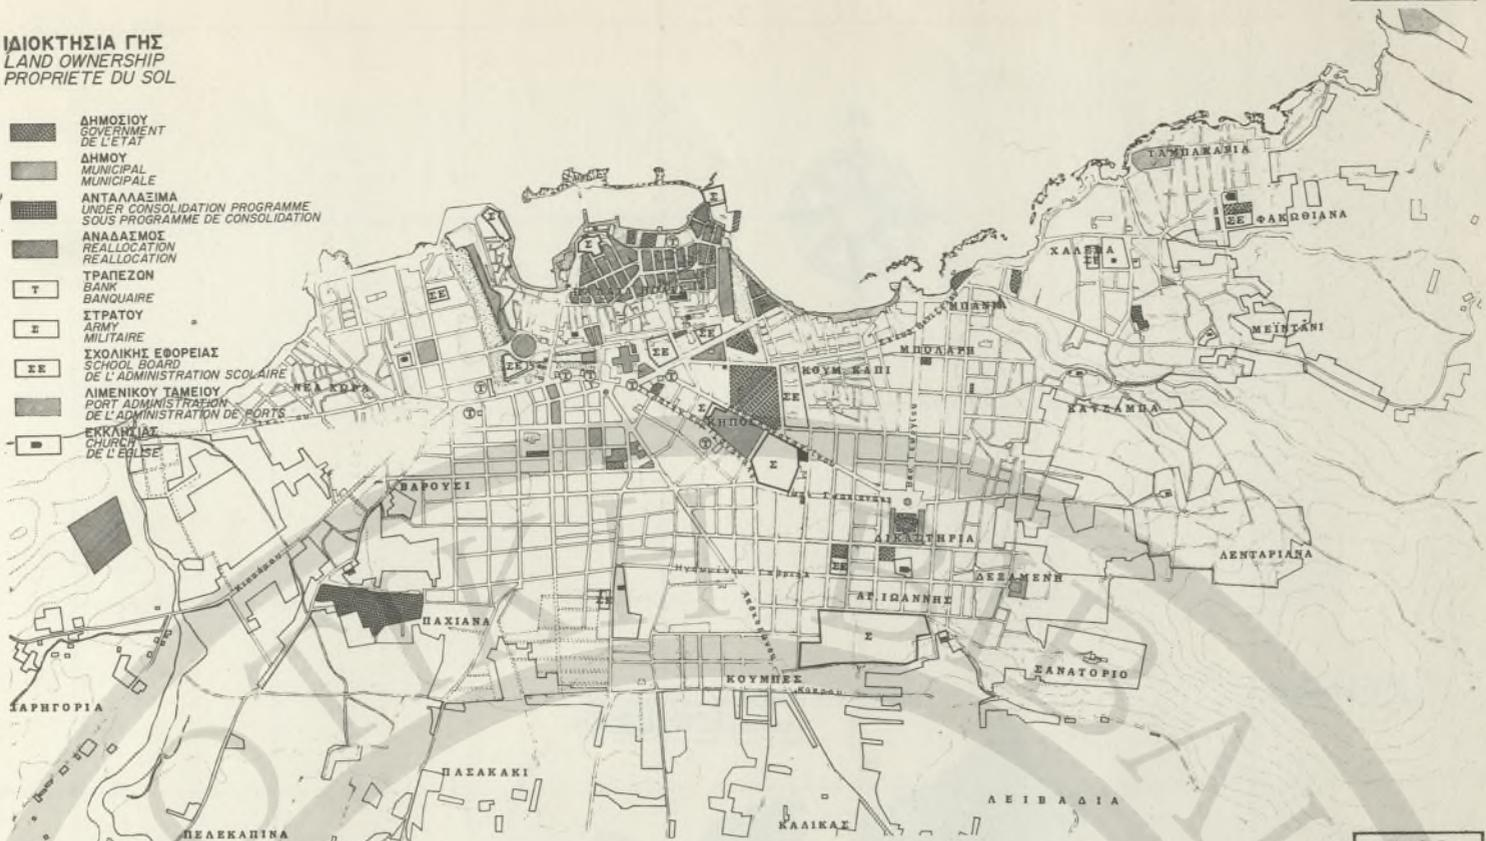 ΙΔΙΟΚΤΗΣΙΑ ΓΗΣ
LAND OWNERSHIP
PROPRIETE DU SOL
ΔΗΜΟΣΙΟΥ
GOVERNMENT
DE L'ETAT
ΔΗΜΟΥ
MUNICIPAL
MUNICIPALE
ΑΝΤΑΛΛΑΞΙΜΑ
UNDER CONSOLIDATION PROGRAMME
SOUS PROGRAMME DE CONSOLIDATION
ΑΝΑΔΑΣΜΟΣ
REALLOCATION
REALLOCATION
Τ
ΤΡΑΠΕΖΩΝ
BANK
BANQUAIRE
Σ
ΣΤΡΑΤΟΥ
ARMY
MILITAIRE
ΣΕ
ΣΧΟΛΙΚΗΣ ΕΦΟΡΕΙΑΣ
SCHOOL BOARD
DE L'ADMINISTRATION SCOLAIRE
ΛΙΜΕΝΙΚΟΥ ΤΑΜΕΙΟΥ
PORT ADMINISTRATION
DE L'ADMINISTRATION DE PORTS
ΕΚΚΛΗΣΙΑΣ
CHURCH
DE L'EGLISE
ΤΑΜΠΑΚΑΡΙΑ
ΦΑΚΩΘΙΑΝΑ
ΧΑΛΕΠΑ
ΜΕΪΝΤΑΝΙ
ΜΠΑΝΙΑ
ΜΠΟΛΑΡΗ
ΚΟΥΜ ΚΑΠΙ
ΝΕΑ ΧΩΡΑ
ΚΑΤΣΑΜΠΑ
ΚΗΠΟΣ
ΒΑΡΟΥΣΙ
ΔΙΚΑΣΤΗΡΙΑ
ΛΕΝΤΑΡΙΑΝΑ
ΔΕΞΑΜΕΝΗ
ΑΓ.ΙΩΑΝΝΗΣ
ΠΑΧΙΑΝΑ
ΣΑΝΑΤΟΡΙΟ
ΚΟΥΜΠΕΣ
ΠΑΡΗΓΟΡΙΑ
ΠΑΣΑΚΑΚΙ
ΛΕΙΒΑΔΙΑ
ΚΑΛΙΚΑΣ
ΠΕΛΕΚΑΠΙΝΑ